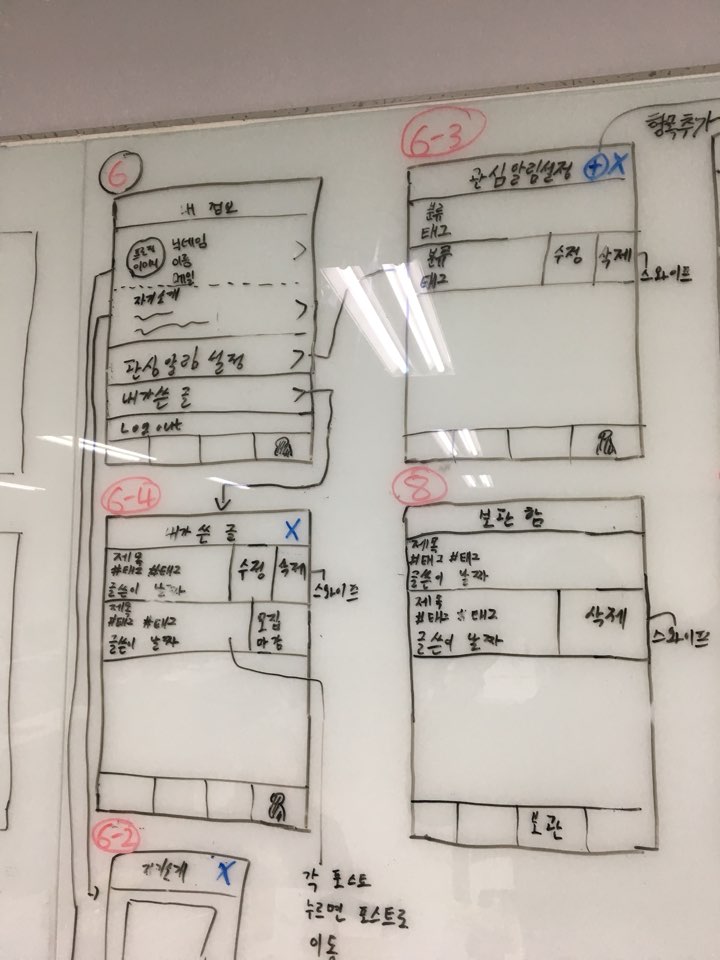 6
내 정보
프로필
이미지
닉네임
이름
메일
자기소개
관심알림 설정
내가 쓴 글
Logout
6-3
관심알림설정 + X
항목추가
분류
태그
분류
태그
수정
삭제
스와이프
6-4
내가 쓴 글 X
제목
#태그 #태그
글쓴이 날짜
수정
삭제
스와이프
제목
#태그 #태그
글쓴이 날짜
모집
마감
각 포스트
누르면 포스트로
이동
8
보관함
제목
#태그 #태그
글쓴이 날짜
제목
#태그 #태그
글쓴이 날짜
삭제
스와이프
보관
6-2
자기소개 X